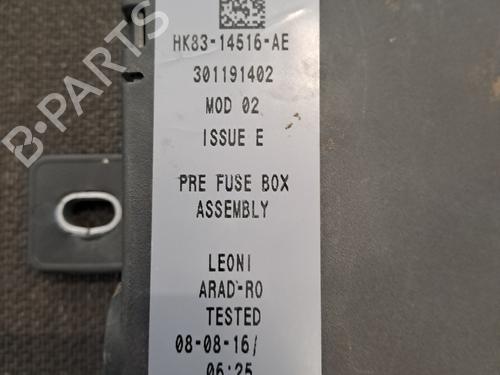 HK83-14516-AE
301191402
MOD 02
ISSUE E
PRE FUSE BOX
ASSEMBLY
LEONI
ARAD-RO
TESTED
08-08-16/
06:25
B-PARTS